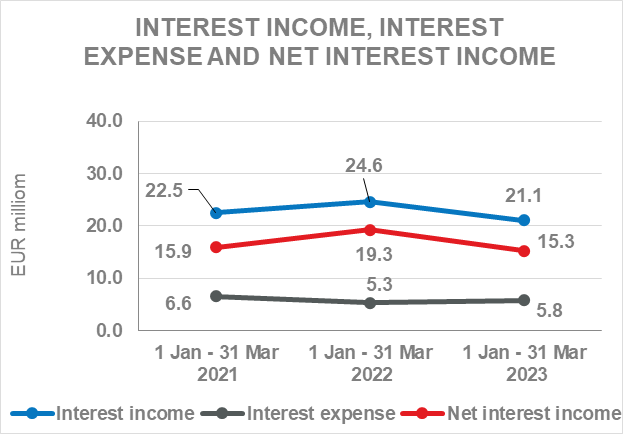 INTEREST INCOME, INTEREST
EXPENSE AND NET INTEREST INCOME
EUR milliom
40.0
30.0
20.0
10.0
0.0
22.5
24.6
21.1
15.9
19.3
15.3
6.6
5.3
5.8
1 Jan - 31 Mar
2021
1 Jan - 31 Mar
2022
1 Jan - 31 Mar
2023
Interest income
Interest expense
Net interest income